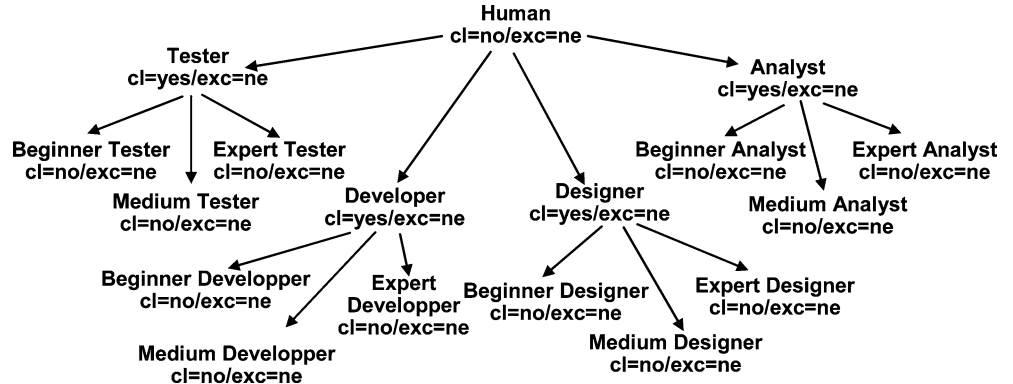 Human
cl=no/exc=ne
Tester
cl=yes/exc=ne
Analyst
cl=yes/exc=ne
Beginner Tester
cl=no/exc=ne
Expert Tester
cl=no/exc=ne
Medium Tester
cl=no/exc=ne
Beginner Analyst
cl=no/exc=ne
Expert Analyst
cl=no/exc=ne
Medium Analyst
cl=no/exc=ne
Developer
cl=yes/exc=ne
Designer
cl=yes/exc=ne
Beginner Developper
cl=no/exc=ne
Expert
Developper
cl=no/exc=ne
Medium Developper
cl=no/exc=ne
Beginner Designer
cl=no/exc=ne
Expert Designer
cl=no/exc=ne
Medium Designer
cl=no/exc=ne